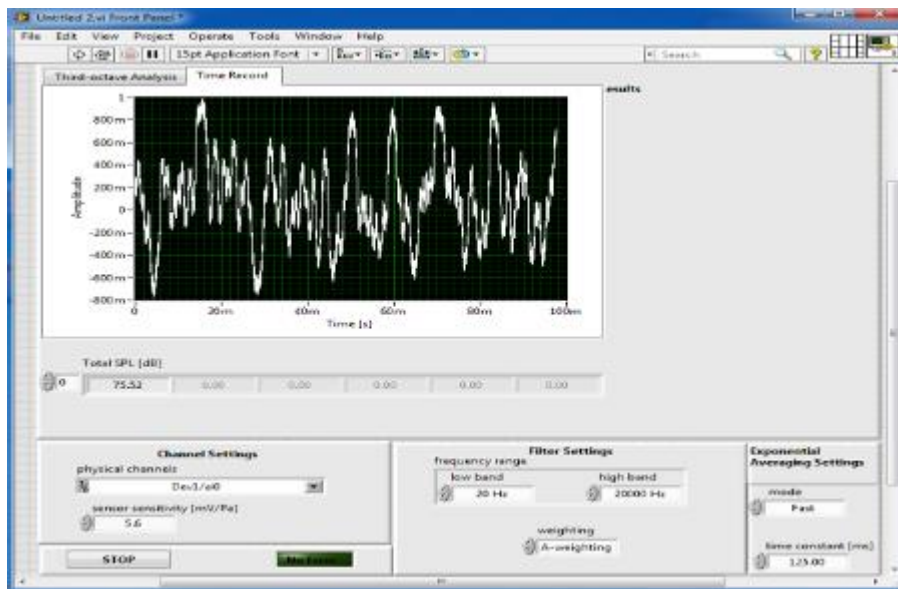 Untitled 2.vi Front Panel *
File Edit View Project Operate Tools Window Help
15pt Application Font
Search
Third-octave Analysis Time Record
esults
1
800m
600m
400m
200m
0
-200m
-400m
-600m
-800m
Amplitude
0 20m 40m 60m 80m 100m
Time [s]
Total SPL [dB]
0 75.52 0.00 0.00 0.00 0.00 0.00
Channel Settings
physical channels
Dev1/ai0
sensor sensitivity [mV/Pa]
5.6
STOP
Filter Settings
frequency range
low band high band
20 Hz 20000 Hz
weighting
A-weighting
Exponential
Averaging Settings
mode
Fast
time constant [ms]
125.00